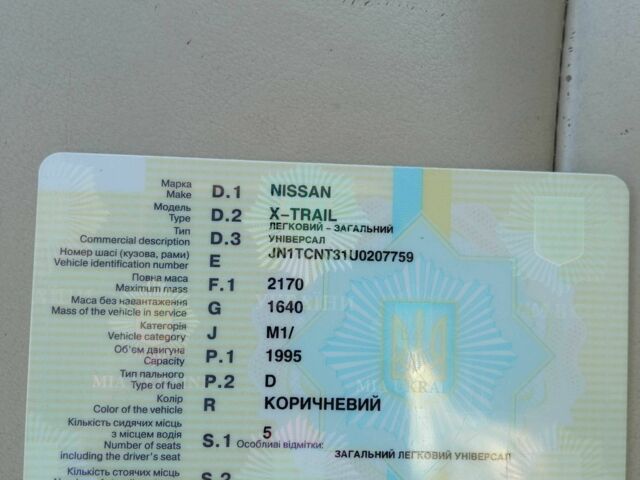 Марка
Make D.1 NISSAN
Модель
Type D.2 X-TRAIL
Тип
Commercial description D.3 ЛЕГКОВИЙ - ЗАГАЛЬНИЙ
УНІВЕРСАЛ
Номер шасі (кузова, рами)
Vehicle identification number E JN1TCNT31U0207759
Повна маса
Maximum mass F.1 2170
Маса без навантаження
Mass of the vehicle in service G 1640
Категорія
Vehicle category J M1/
Об'єм двигуна
Capacity P.1 1995
Тип пального
Type of fuel P.2 D
Колір
Color of the vehicle R КОРИЧНЕВИЙ
Кількість сидячих місць
з місцем водія
Number of seats
including the driver's seat S.1 5
Особливі відмітки:
ЗАГАЛЬНИЙ ЛЕГКОВИЙ УНІВЕРСАЛ
Кількість стоячих місць
S.2
MIA UKRAI